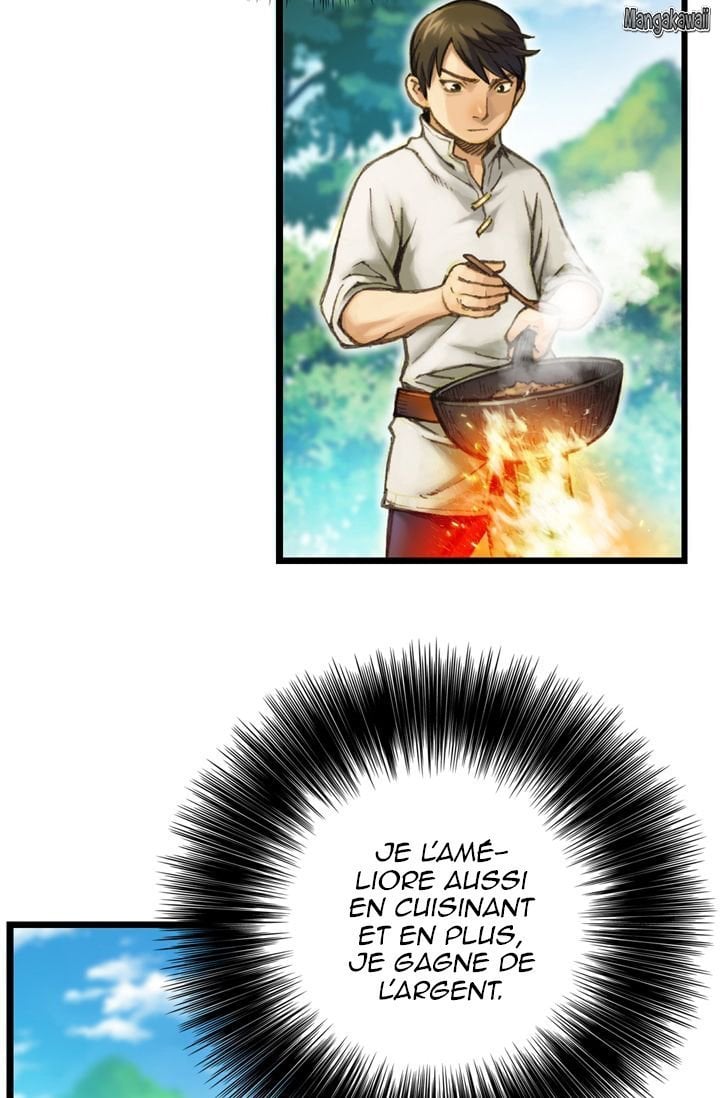 Mangakawaii
JE L'AMÉ-
LIORE AUSSI
EN CUISINANT
ET EN PLUS,
JE GAGNE DE
L'ARGENT.